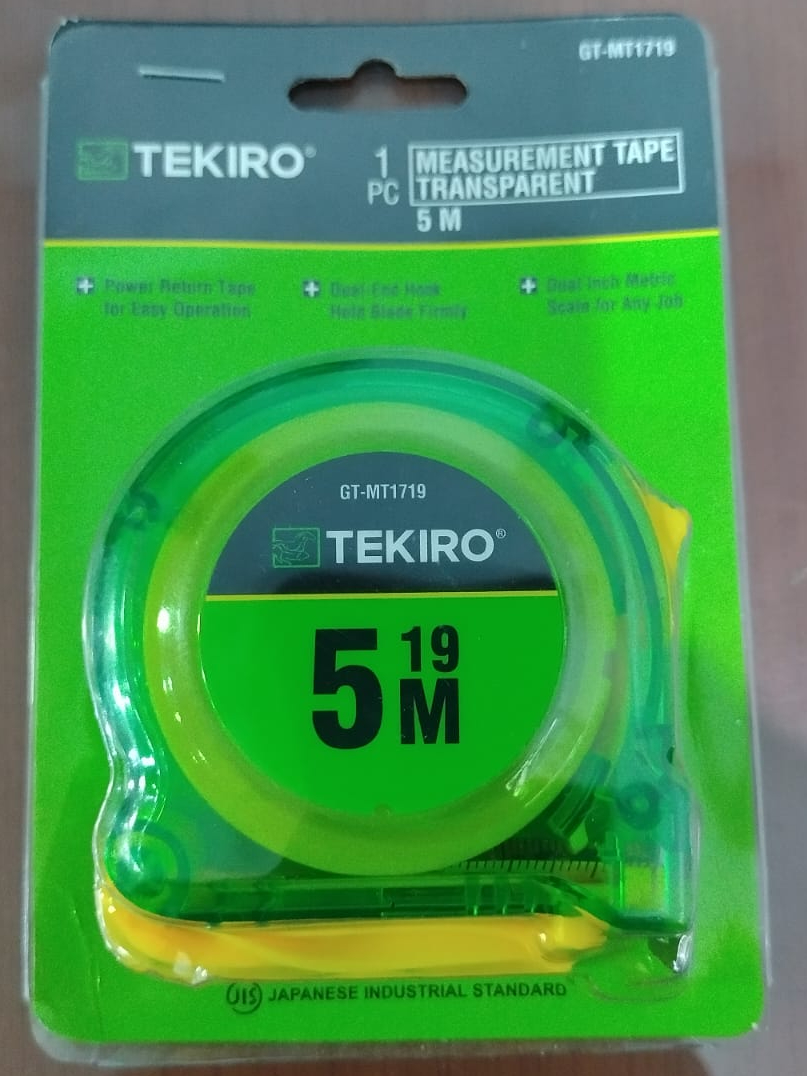 GT-MT1719
TEKIRO®
1
PC
MEASUREMENT TAPE
TRANSPARENT
5 M
Power Return Tape
for Easy Operation
Dual-End Hook
Hold Blade Firmly
Dual Inch Metric
Scale for Any Job
GT-MT1719
TEKIRO®
5 19
M
JIS JAPANESE INDUSTRIAL STANDARD